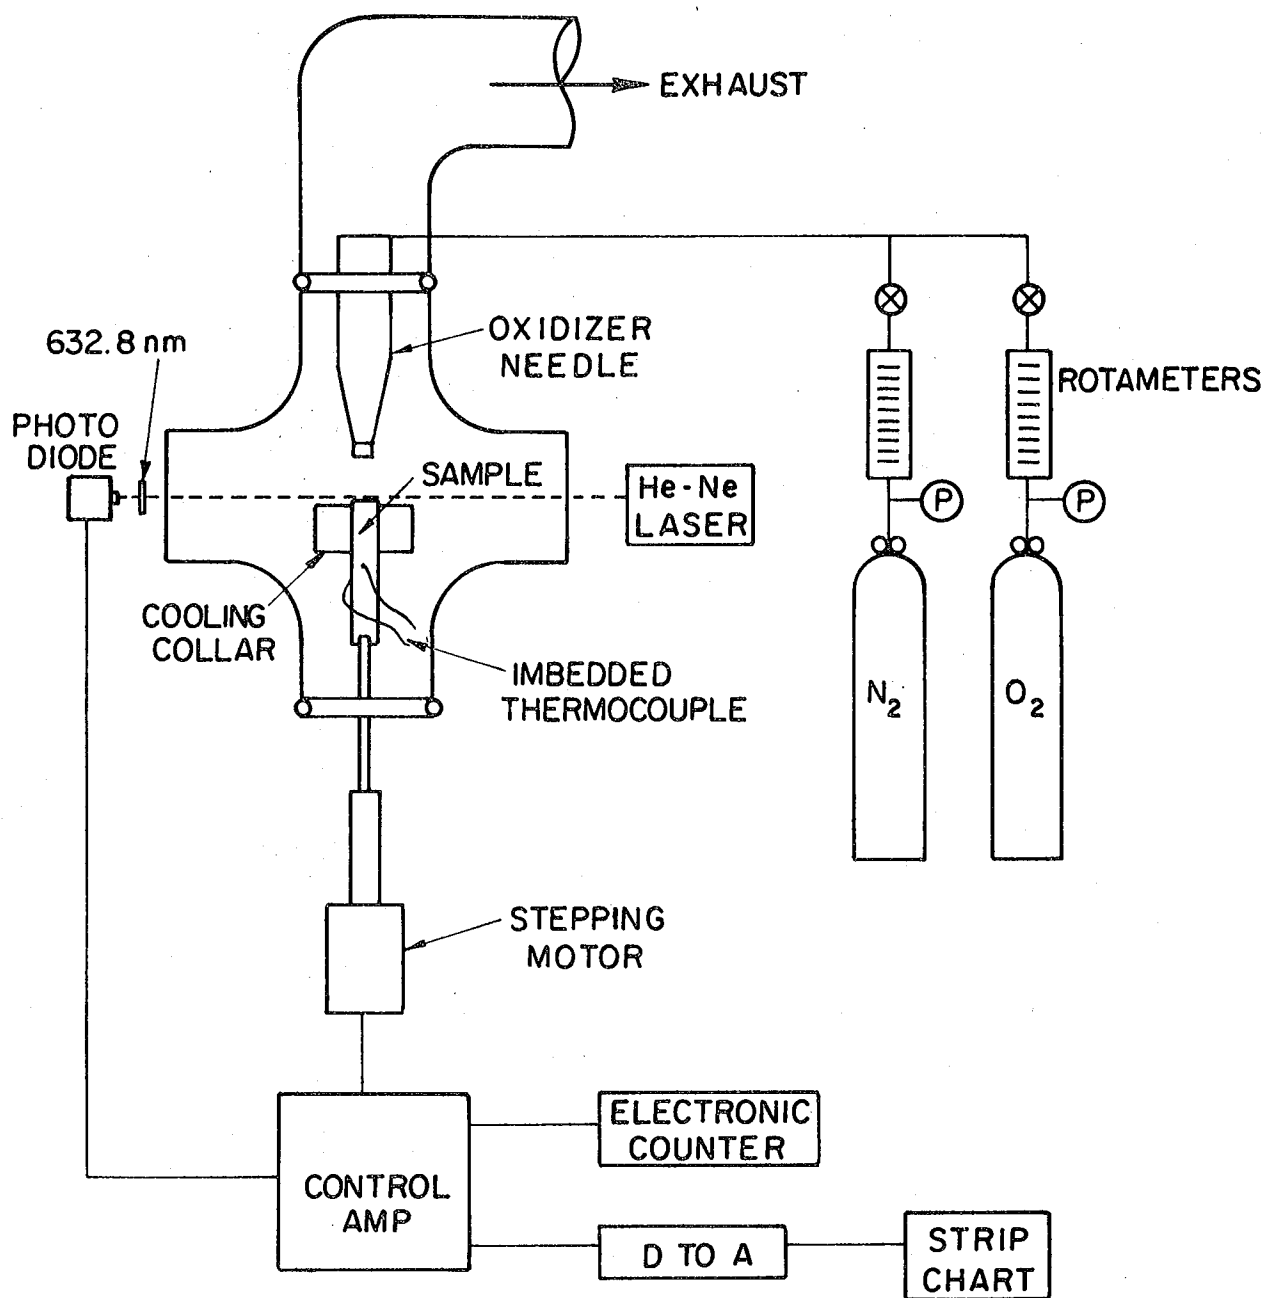 EXHAUST
OXIDIZER
NEEDLE
632.8 nm
ROTAMETERS
PHOTO
DIODE
SAMPLE
He-Ne
LASER
P
P
COOLING
COLLAR
IMBEDDED
THERMOCOUPLE
N2
O2
STEPPING
MOTOR
ELECTRONIC
COUNTER
CONTROL
AMP
D TO A
STRIP
CHART